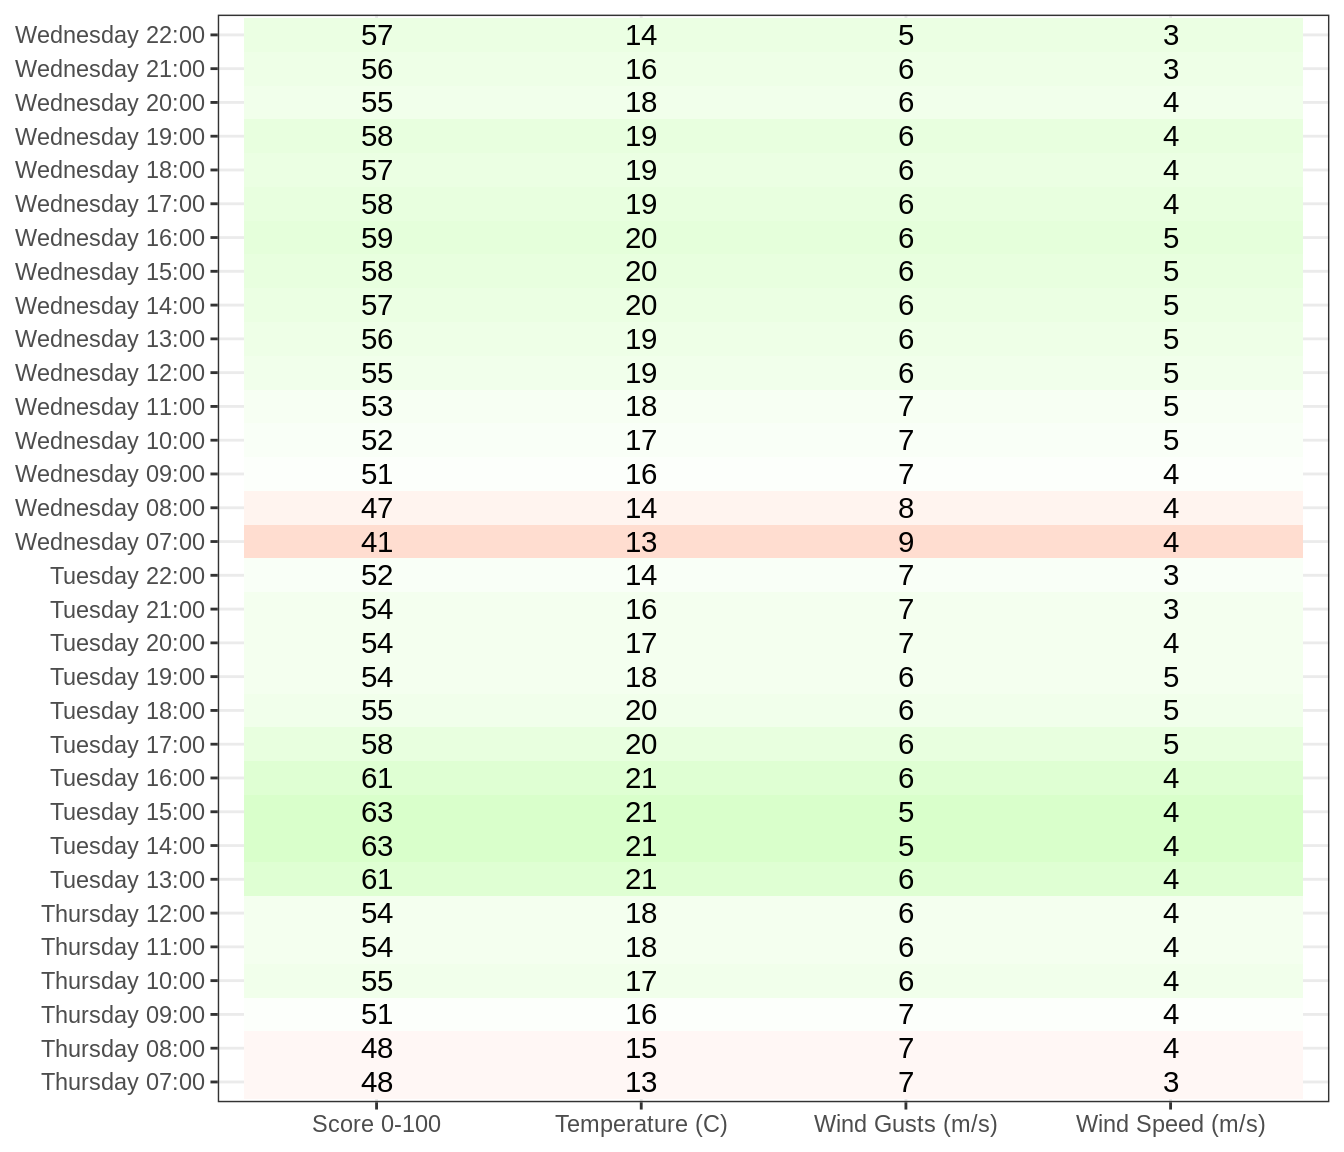 Wednesday 22:00 57 14 5 3
Wednesday 21:00 56 16 6 3
Wednesday 20:00 55 18 6 4
Wednesday 19:00 58 19 6 4
Wednesday 18:00 57 19 6 4
Wednesday 17:00 58 19 6 4
Wednesday 16:00 59 20 6 5
Wednesday 15:00 58 20 6 5
Wednesday 14:00 57 20 6 5
Wednesday 13:00 56 19 6 5
Wednesday 12:00 55 19 6 5
Wednesday 11:00 53 18 7 5
Wednesday 10:00 52 17 7 5
Wednesday 09:00 51 16 7 4
Wednesday 08:00 47 14 8 4
Wednesday 07:00 41 13 9 4
Tuesday 22:00 52 14 7 3
Tuesday 21:00 54 16 7 3
Tuesday 20:00 54 17 7 4
Tuesday 19:00 54 18 6 5
Tuesday 18:00 55 20 6 5
Tuesday 17:00 58 20 6 5
Tuesday 16:00 61 21 6 4
Tuesday 15:00 63 21 5 4
Tuesday 14:00 63 21 5 4
Tuesday 13:00 61 21 6 4
Thursday 12:00 54 18 6 4
Thursday 11:00 54 18 6 4
Thursday 10:00 55 17 6 4
Thursday 09:00 51 16 7 4
Thursday 08:00 48 15 7 4
Thursday 07:00 48 13 7 3
Score 0-100 Temperature (C) Wind Gusts (m/s) Wind Speed (m/s)